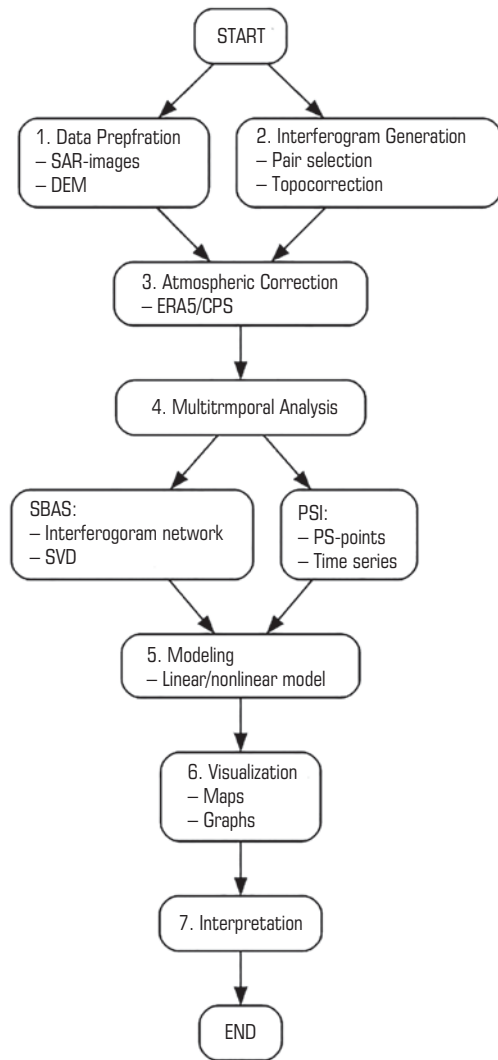 START
1. Data Prepfration
– SAR-images
– DEM
2. Interferogram Generation
– Pair selection
– Topocorrection
3. Atmospheric Correction
– ERA5/CPS
4. Multitrmporal Analysis
SBAS:
– Interferogoram network
– SVD
PSI:
– PS-points
– Time series
5. Modeling
– Linear/nonlinear model
6. Visualization
– Maps
– Graphs
7. Interpretation
END